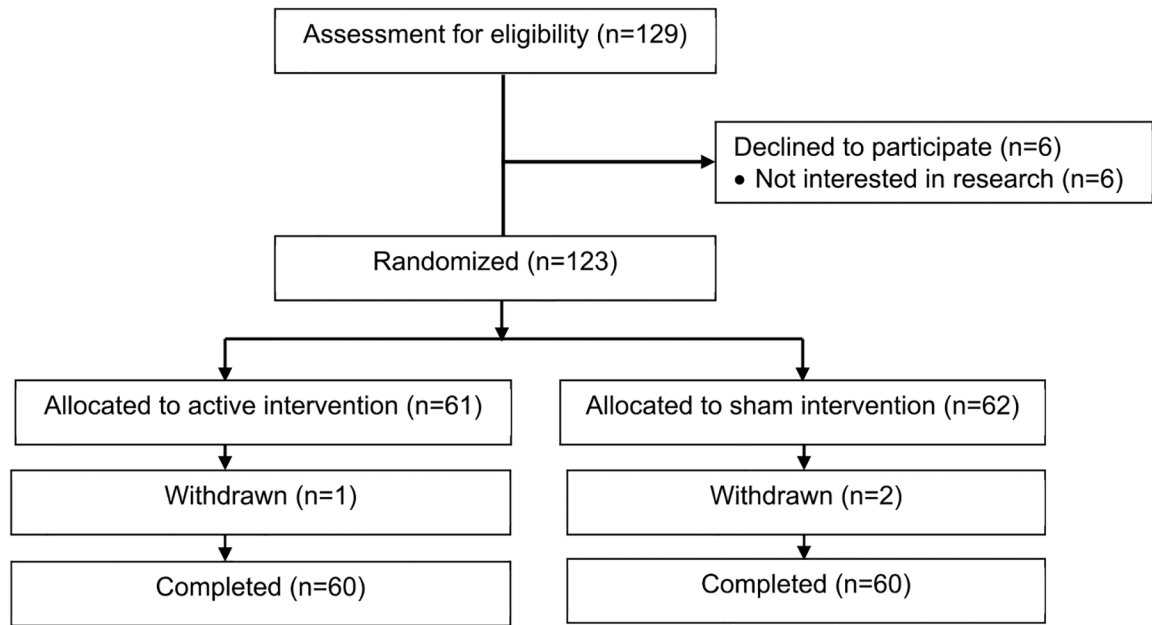 Assessment for eligibility (n=129)
Declined to participate (n=6)
• Not interested in research (n=6)
Randomized (n=123)
Allocated to active intervention (n=61)
Allocated to sham intervention (n=62)
Withdrawn (n=1)
Withdrawn (n=2)
Completed (n=60)
Completed (n=60)